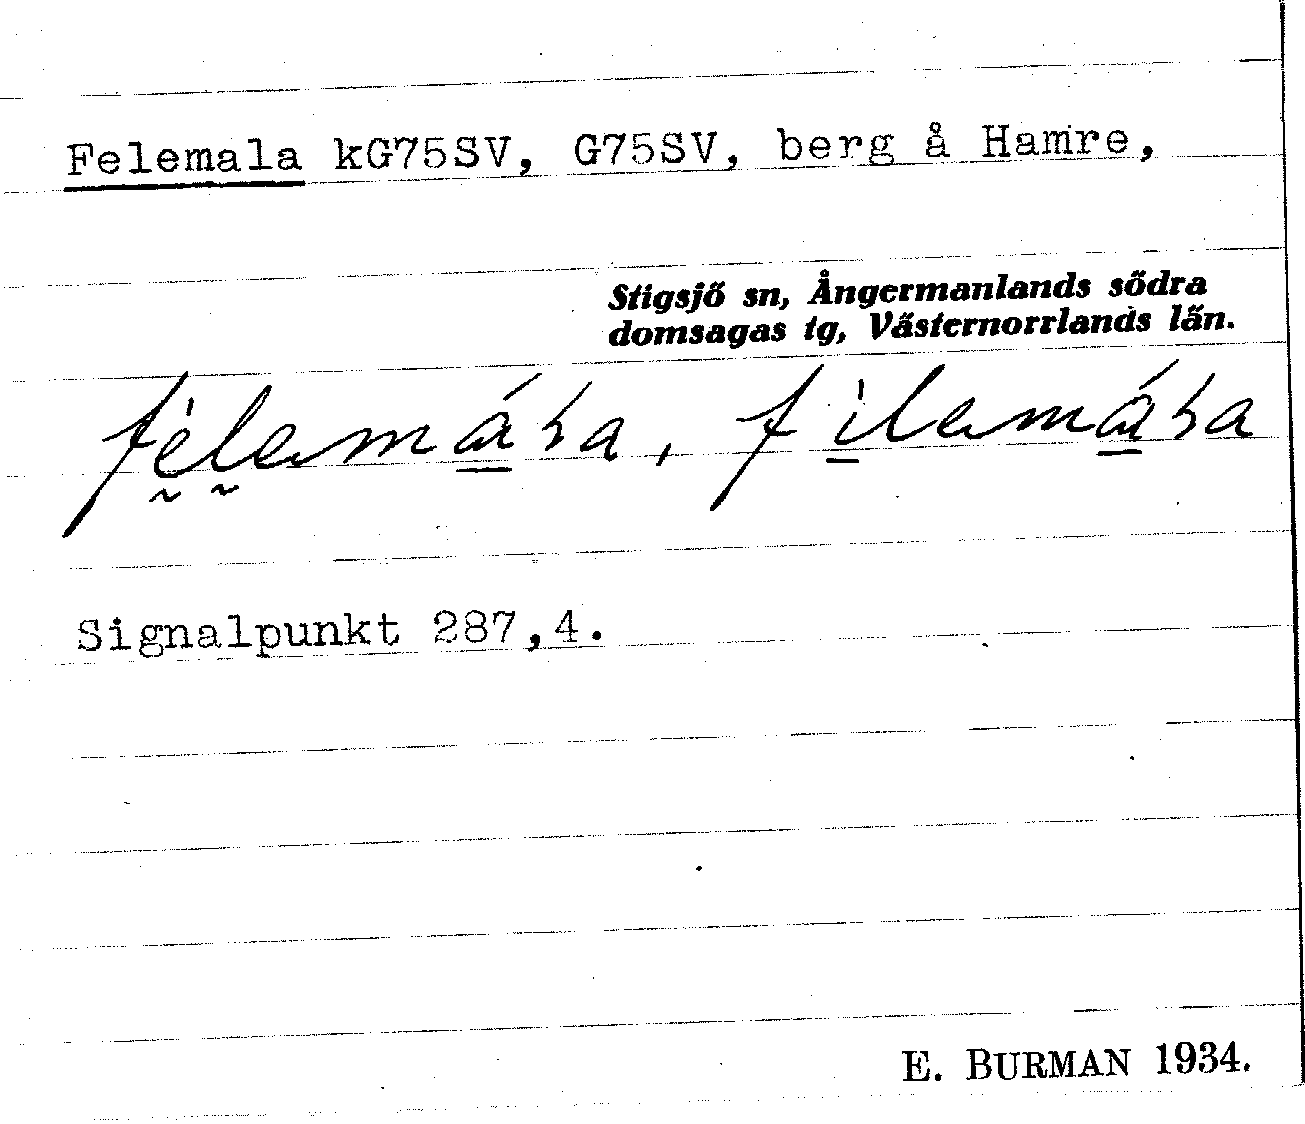 Felemala kG75SV, G75SV, berg å Hamre,
Stigsjö sn, Ångermanlands södra
domsagas tg, Västernorrlands län.
Signalpunkt 287,4.
E. BURMAN 1934.